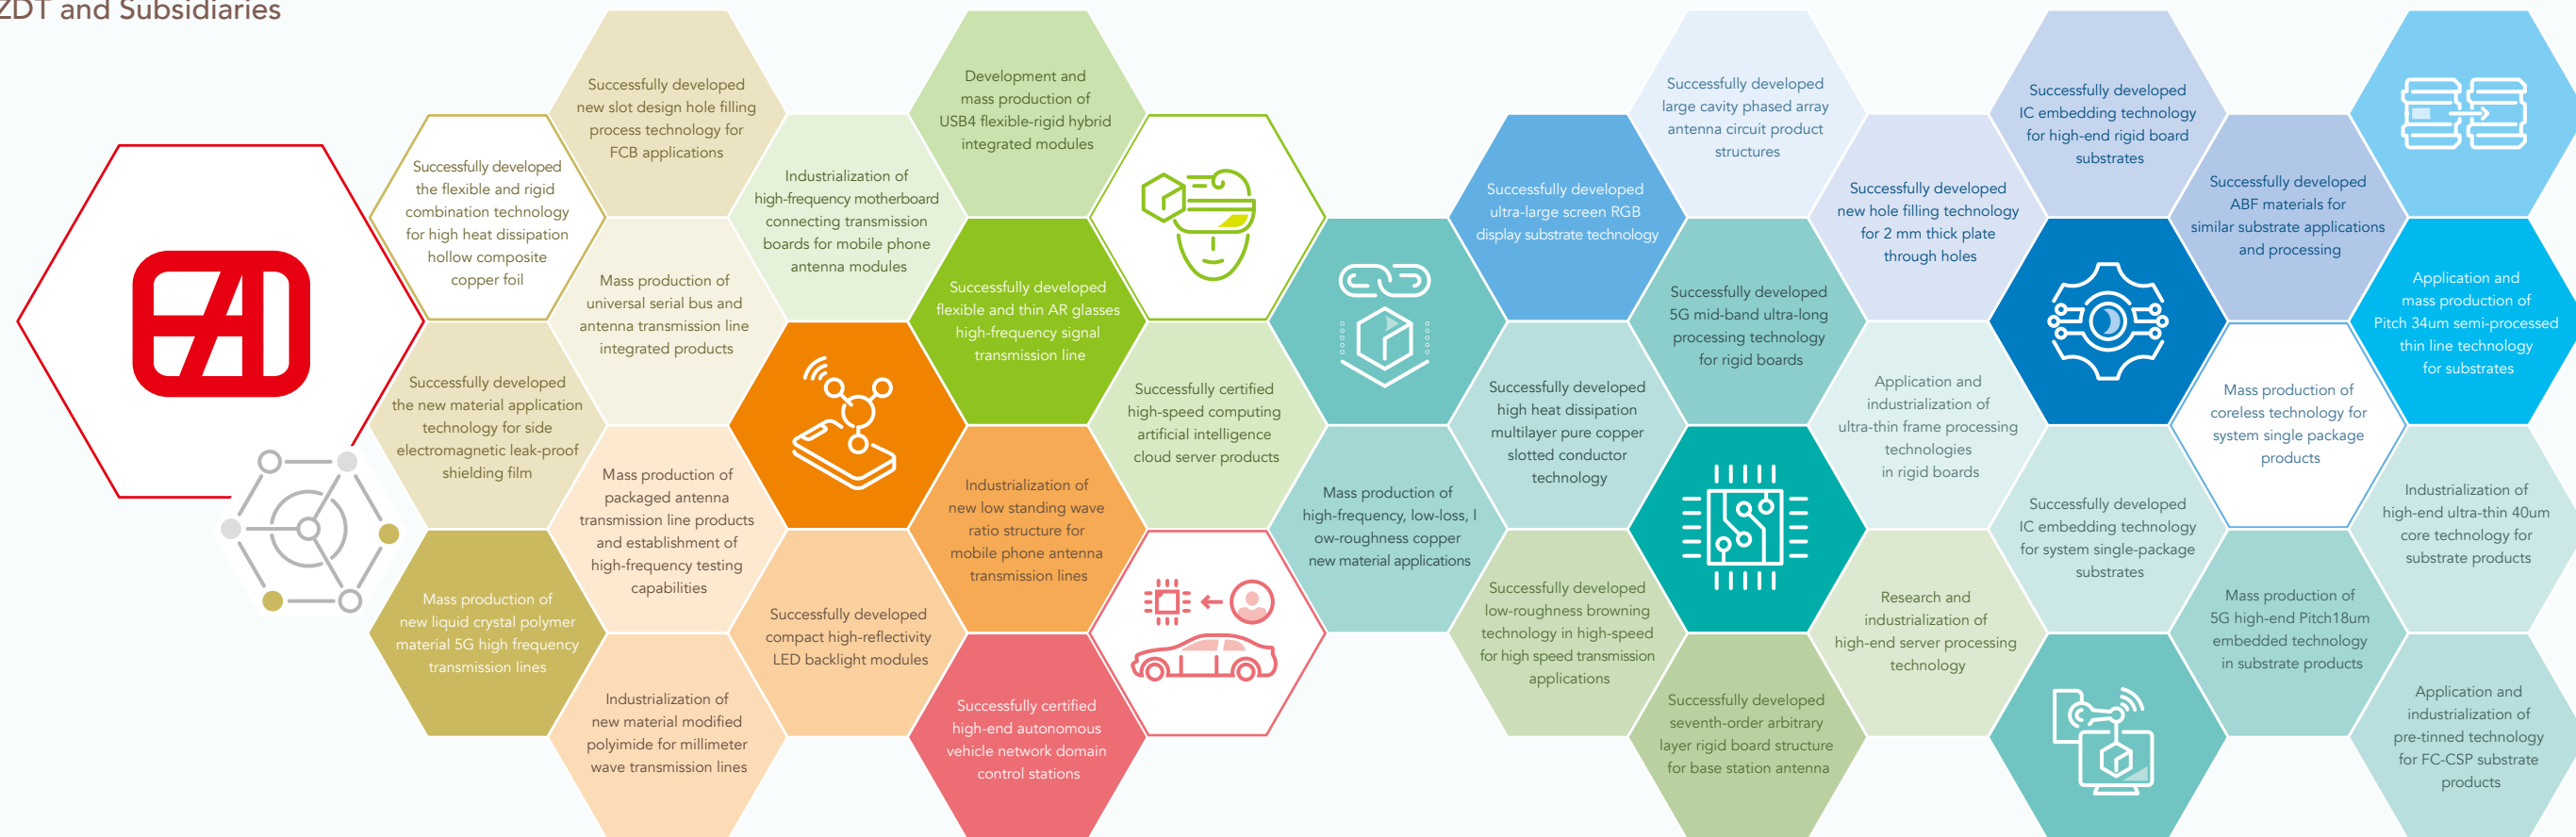 ZDT and Subsidiaries
Successfully developed
the flexible and rigid
combination technology
for high heat dissipation
hollow composite
copper foil
Successfully developed
the new material application
technology for side
electromagnetic leak-proof
shielding film
Mass production of
new liquid crystal polymer
material 5G high frequency
transmission lines
Successfully developed
new slot design hole filling
process technology for
FCB applications
Mass production of
universal serial bus and
antenna transmission line
integrated products
Mass production of
packaged antenna
transmission line products
and establishment of
high-frequency testing
capabilities
Industrialization of
new material modified
polyimide for millimeter
wave transmission lines
Industrialization of
high-frequency motherboard
connecting transmission
boards for mobile phone
antenna modules
Successfully developed
compact high-reflectivity
LED backlight modules
Development and
mass production of
USB4 flexible-rigid hybrid
integrated modules
Successfully developed
flexible and thin AR glasses
high-frequency signal
transmission line
Industrialization of
new low standing wave
ratio structure for
mobile phone antenna
transmission lines
Successfully certified
high-end autonomous
vehicle network domain
control stations
Successfully certified
high-speed computing
artificial intelligence
cloud server products
Mass production of
high-frequency, low-loss, l
ow-roughness copper
new material applications
Successfully developed
ultra-large screen RGB
display substrate technology
Successfully developed
high heat dissipation
multilayer pure copper
slotted conductor
technology
Successfully developed
low-roughness browning
technology in high-speed
for high speed transmission
applications
Successfully developed
large cavity phased array
antenna circuit product
structures
Successfully developed
5G mid-band ultra-long
processing technology
for rigid boards
Successfully developed
seventh-order arbitrary
layer rigid board structure
for base station antenna
Successfully developed
new hole filling technology
for 2 mm thick plate
through holes
Application and
industrialization of
ultra-thin frame processing
technologies
in rigid boards
Research and
industrialization of
high-end server processing
technology
Successfully developed
IC embedding technology
for high-end rigid board
substrates
Successfully developed
IC embedding technology
for system single-package
substrates
Successfully developed
ABF materials for
similar substrate applications
and processing
Mass production of
coreless technology for
system single package
products
Mass production of
5G high-end Pitch18um
embedded technology
in substrate products
Application and
mass production of
Pitch 34um semi-processed
thin line technology
for substrates
Industrialization of
high-end ultra-thin 40um
core technology for
substrate products
Application and
industrialization of
pre-tinned technology
for FC-CSP substrate
products